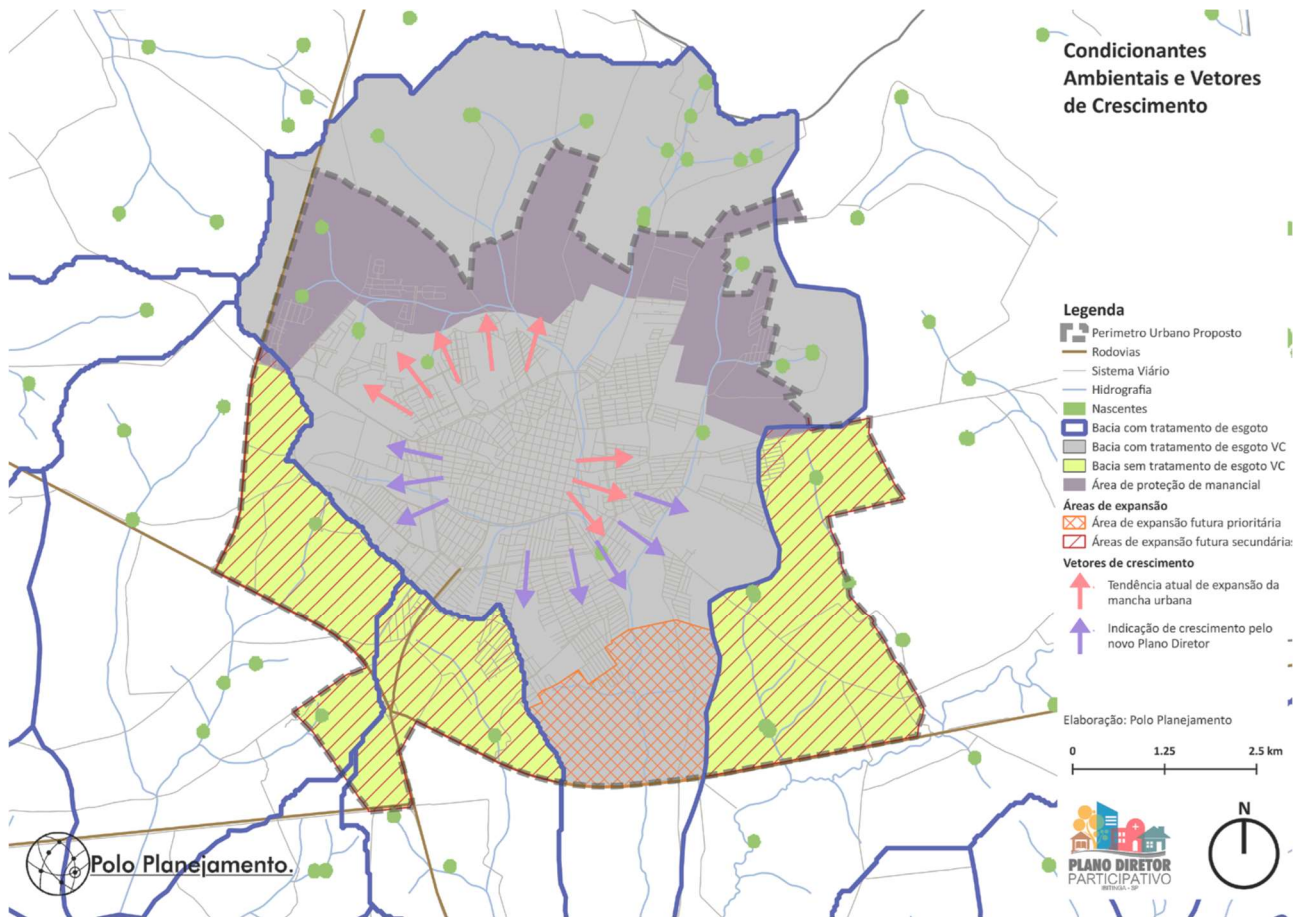 Condicionantes
Ambientais e Vetores
de Crescimento
Legenda
Perimetro Urbano Proposto
Rodovias
Sistema Viário
Hidrografia
Nascentes
Bacia com tratamento de esgoto
Bacia com tratamento de esgoto VC
Bacia sem tratamento de esgoto VC
Área de proteção de manancial
Áreas de expansão
Área de expansão futura prioritária
Áreas de expansão futura secundárias
Vetores de crescimento
Tendência atual de expansão da
mancha urbana
Indicação de crescimento pelo
novo Plano Diretor
Elaboração: Polo Planejamento
0 1.25 2.5 km
N
PLANO DIRETOR
PARTICIPATIVO
IBITINGA - SP
Polo Planejamento.